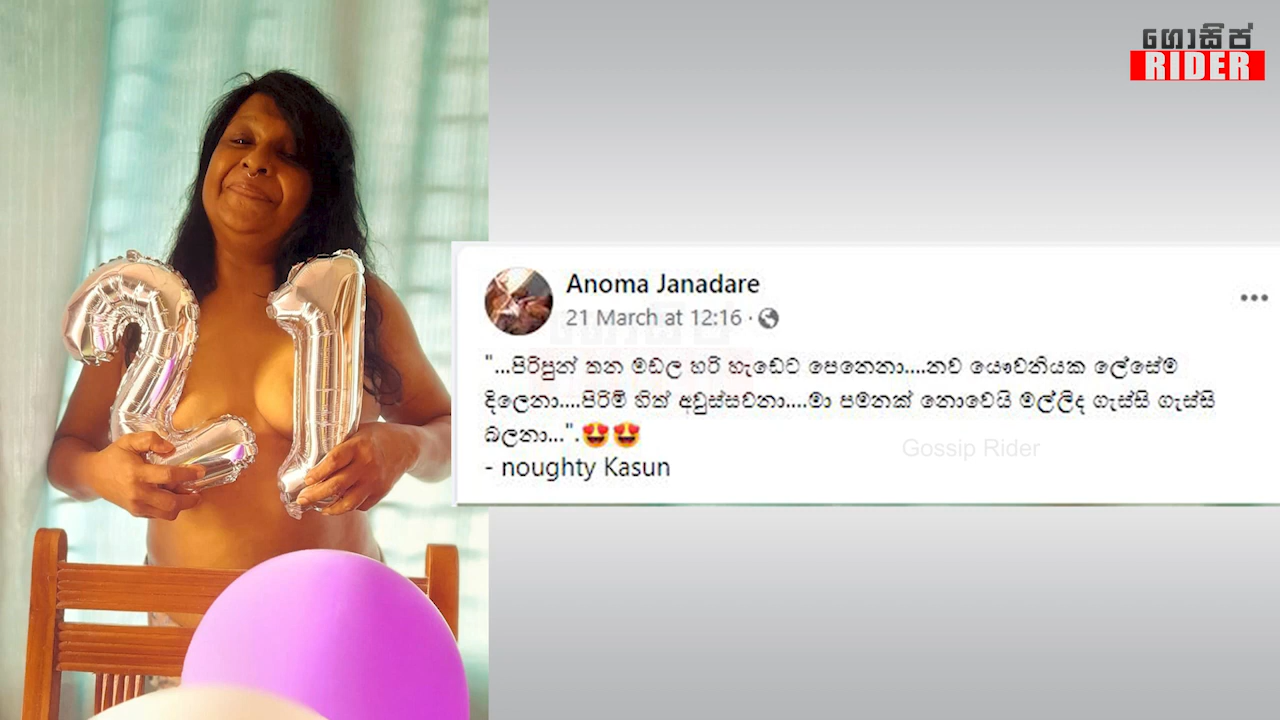 ගොසිප්
RIDER
21
Anoma Janadare
21 March at 12:16 ·
"...පිරිපුන් තන මඩල හරි හැඩෙට පෙනෙනා....නව යෞවනියක ලේසේම
දිලෙනා....පිරිමි හිත් අවුස්සවනා....මා පමනක් නොවෙයි මල්ලිද ගැස්සි ගැස්සි
බලනා...".😍😍
- noughty Kasun
Gossip Rider